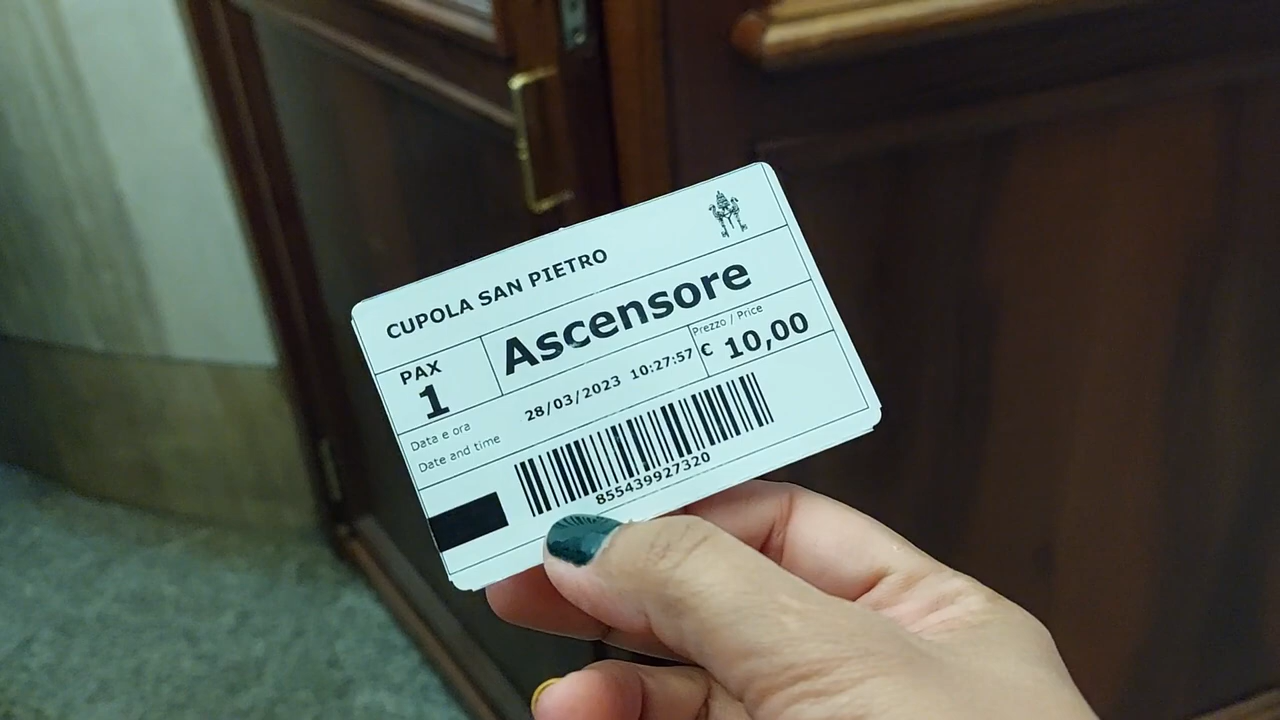 CUPOLA SAN PIETRO
PAX
1
Ascensore
Prezzo / Price
€ 10,00
Data e ora
Date and time
28/03/2023 10:27:57
855439927320